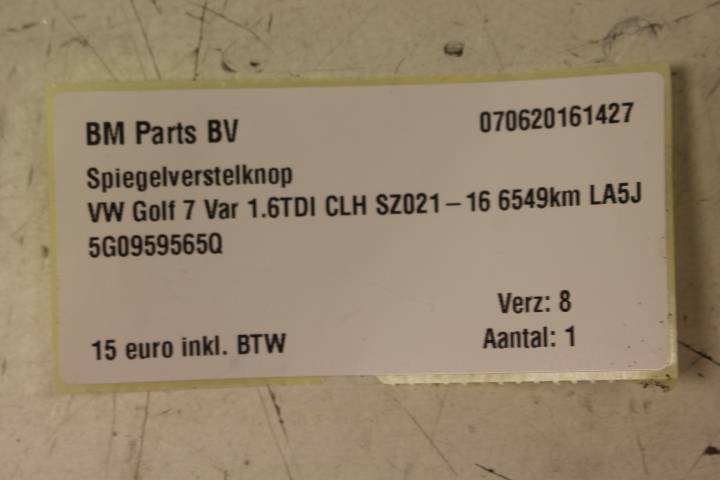 BM Parts BV 070620161427
Spiegelverstelknop
VW Golf 7 Var 1.6TDI CLH SZ021-16 6549km LA5J
5G0959565Q
Verz: 8
15 euro inkl. BTW Aantal: 1